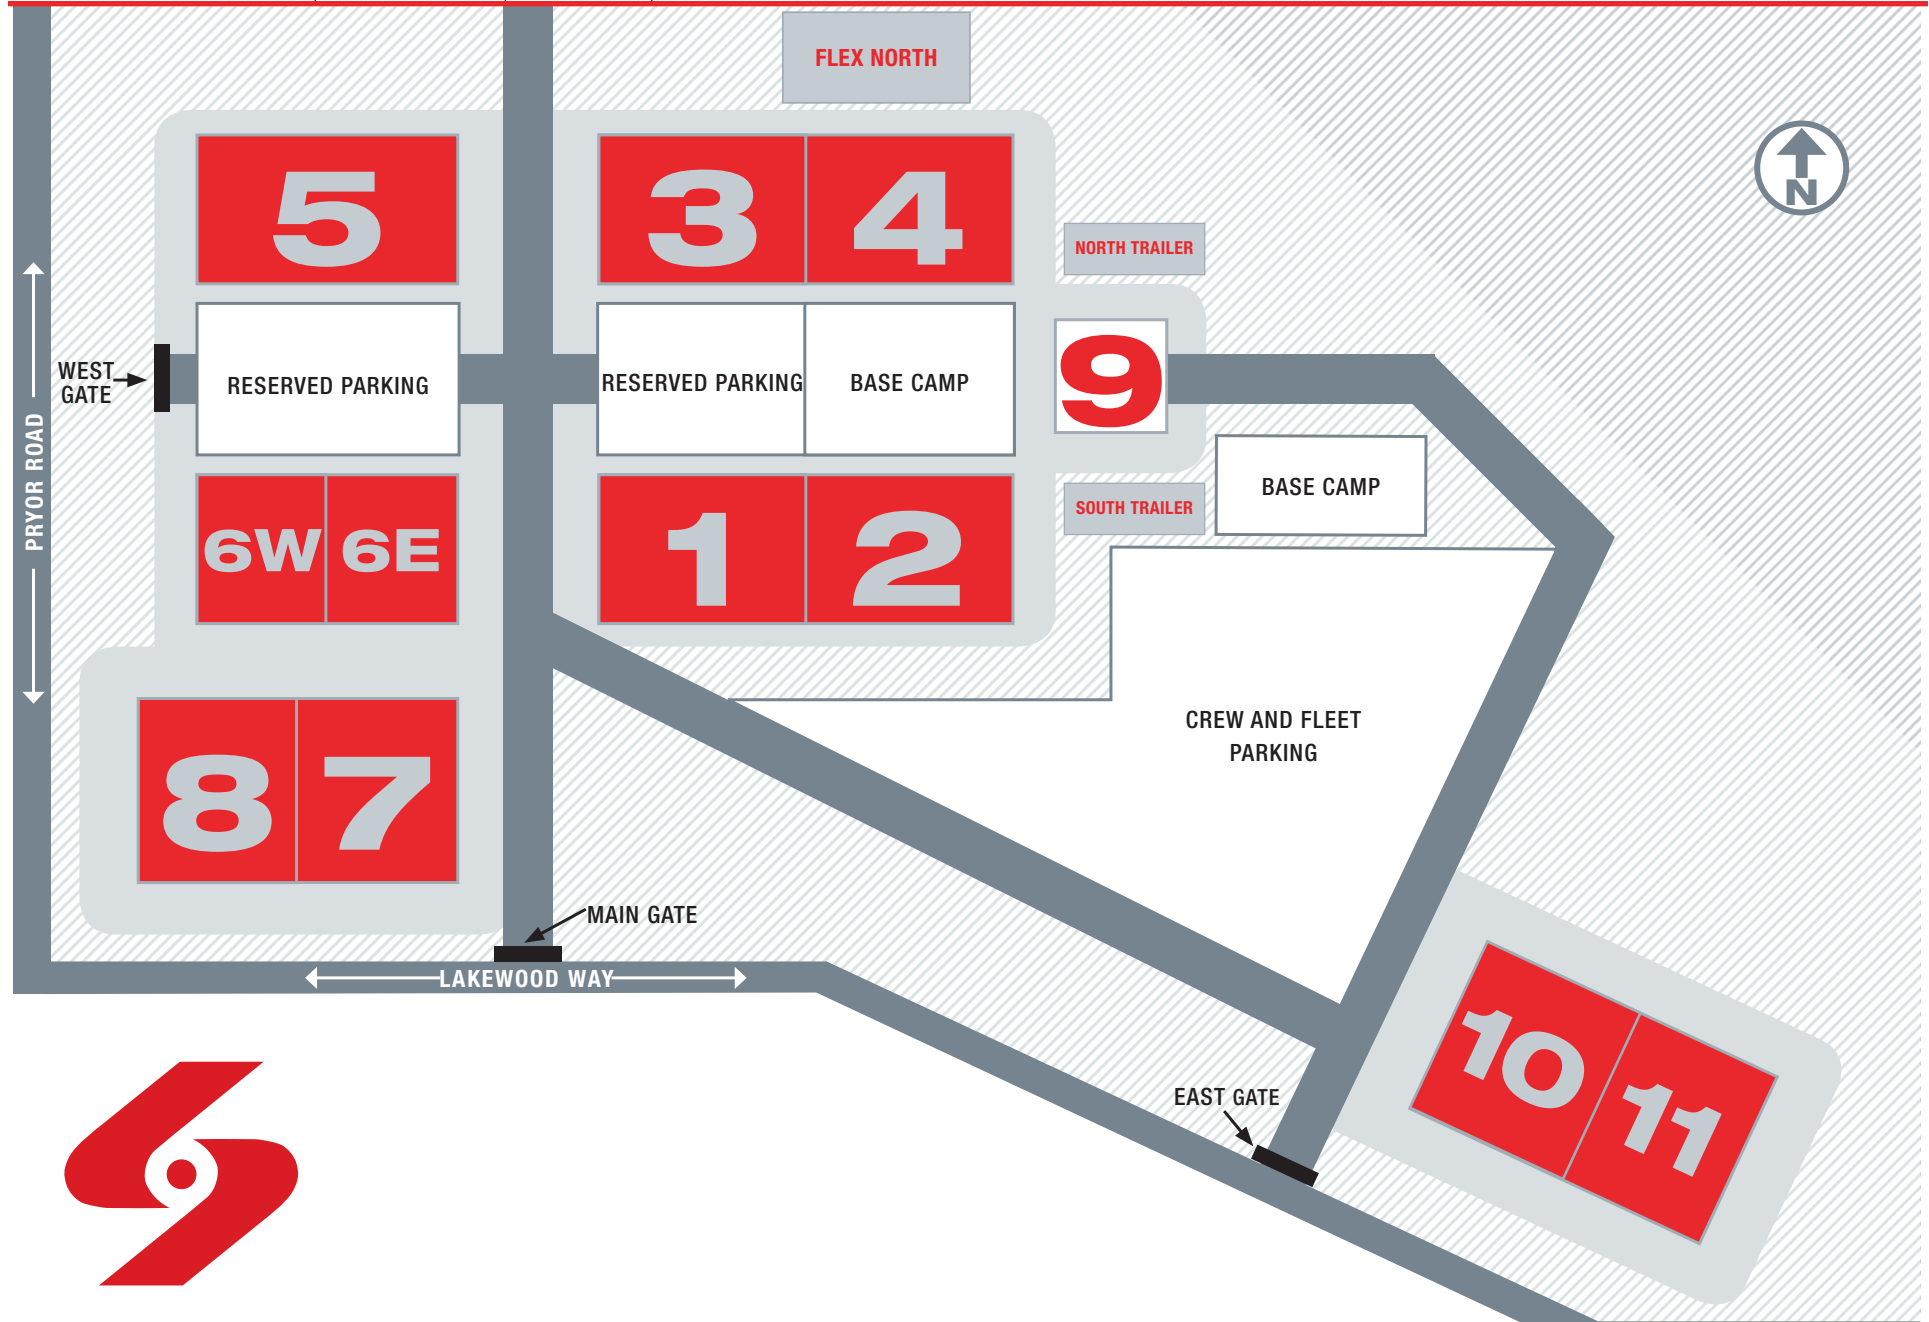 FLEX NORTH
5
3
4
N
NORTH TRAILER
WEST
GATE
RESERVED PARKING
RESERVED PARKING
BASE CAMP
9
PRYOR ROAD
BASE CAMP
6W
6E
1
2
SOUTH TRAILER
CREW AND FLEET
PARKING
8
7
MAIN GATE
LAKEWOOD WAY
10
11
EAST GATE